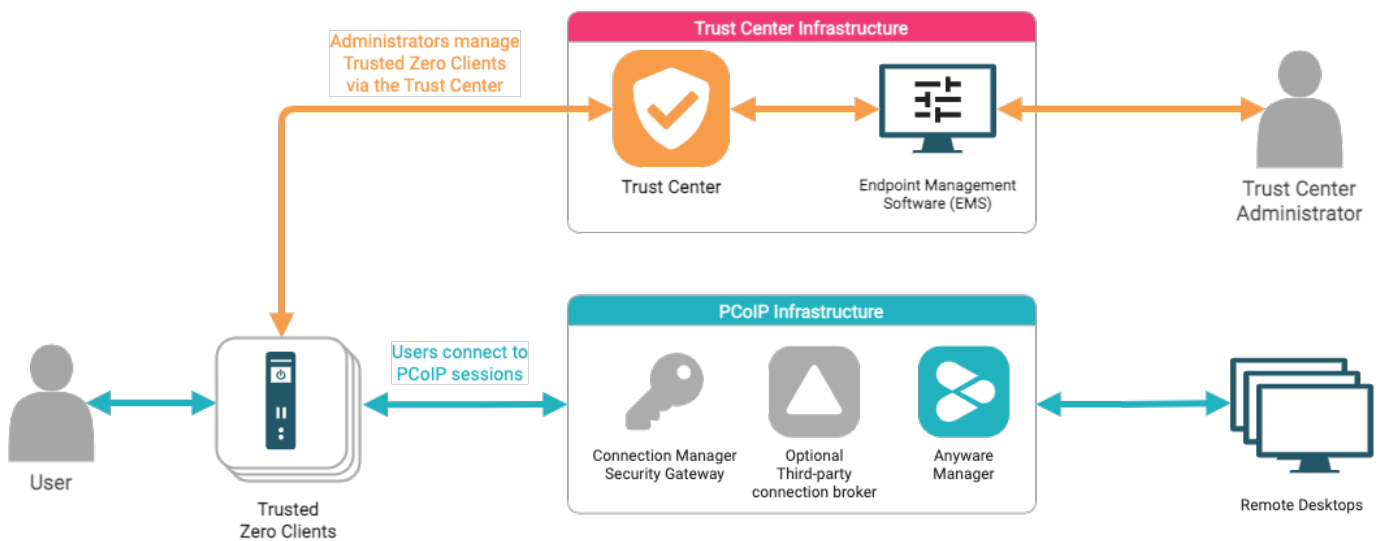 Trust Center Infrastructure
Administrators manage
Trusted Zero Clients
via the Trust Center
Trust Center
Endpoint Management
Software (EMS)
Trust Center
Administrator
PCoIP Infrastructure
Users connect to
PCoIP sessions
Connection Manager
Security Gateway
Optional
Third-party
connection broker
Anyware
Manager
User
Trusted
Zero Clients
Remote Desktops